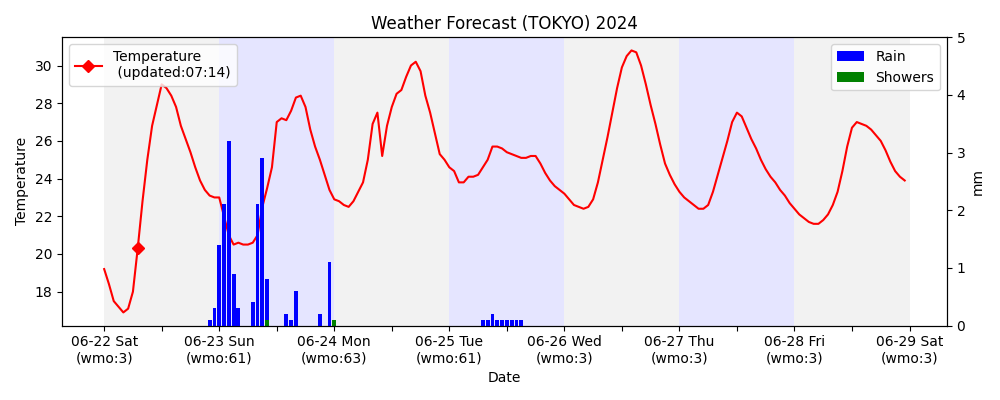 Weather Forecast (TOKYO) 2024
Temperature
(updated:07:14)
Rain
Showers
Temperature
30
28
26
24
22
20
18
5
4
3
2
1
0
mm
06-22 Sat
(wmo:3)
06-23 Sun
(wmo:61)
06-24 Mon
(wmo:63)
06-25 Tue
(wmo:61)
06-26 Wed
(wmo:3)
06-27 Thu
(wmo:3)
06-28 Fri
(wmo:3)
06-29 Sat
(wmo:3)
Date